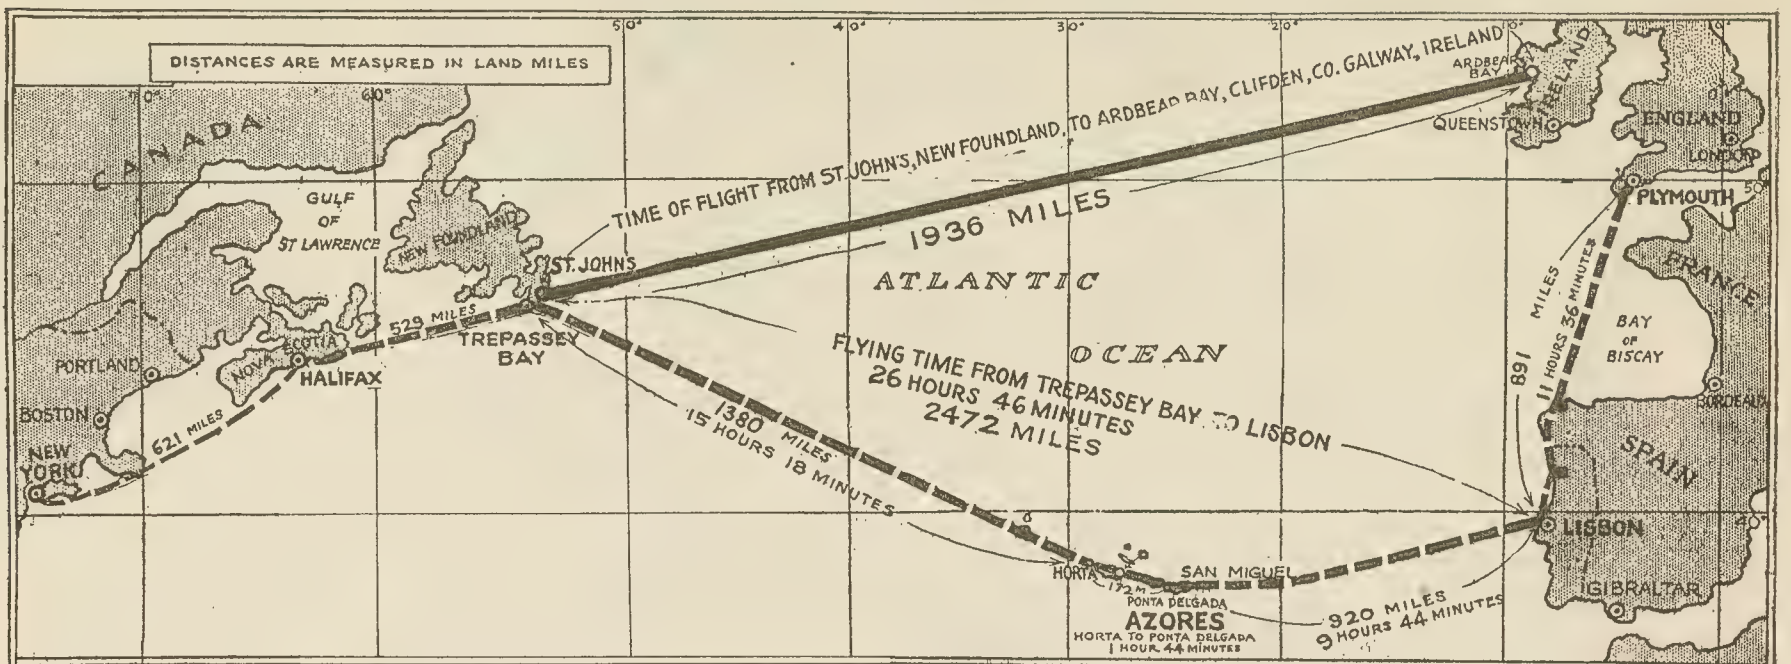 50°
40°
30°
20°
10°
0°
DISTANCES ARE MEASURED IN LAND MILES
70°
60°
CANADA
GULF
OF
ST LAWRENCE
NEW FOUNDLAND
ST. JOHN'S
TIME OF FLIGHT FROM ST. JOHN'S, NEW FOUNDLAND, TO ARDBEAR BAY, CLIFDEN, CO. GALWAY, IRELAND
1936 MILES
ARDBEAR
BAY
IRELAND
QUEENSTOWN
ENGLAND
LONDON
PLYMOUTH
50°
ATLANTIC
OCEAN
529 MILES
TREPASSEY
BAY
NOVA SCOTIA
HALIFAX
PORTLAND
BOSTON
NEW
YORK
621 MILES
1380 MILES
15 HOURS 18 MINUTES
FLYING TIME FROM TREPASSEY BAY TO LISBON
26 HOURS 46 MINUTES
2472 MILES
891 MILES
11 HOURS 36 MINUTES
FRANCE
BAY
OF
BISCAY
BORDEAUX
SPAIN
40°
LISBON
GIBRALTAR
HORTA
172 M
SAN MIGUEL
PONTA DELGADA
AZORES
HORTA TO PONTA DELGADA
1 HOUR 44 MINUTES
920 MILES
9 HOURS 44 MINUTES